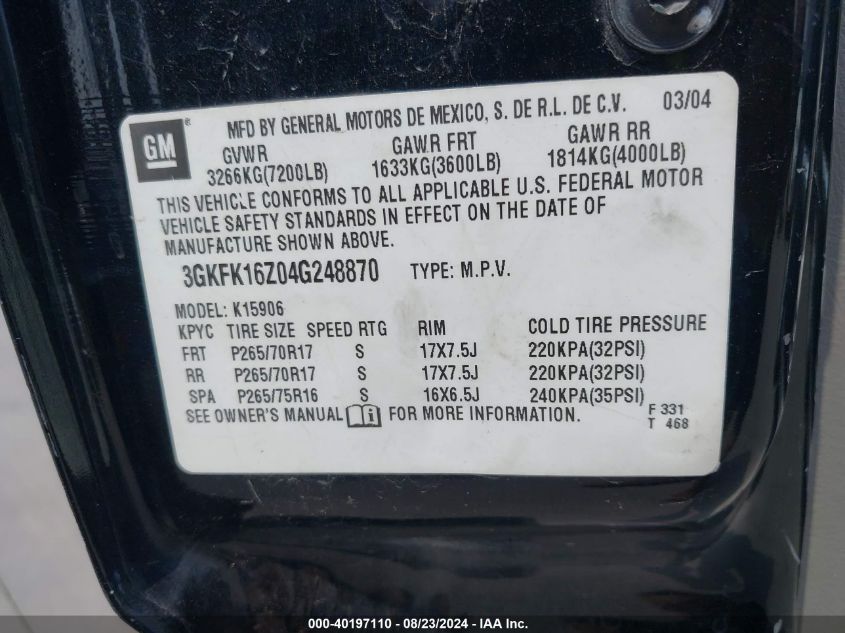 GM ® MFD BY GENERAL MOTORS DE MEXICO, S. DE R.L. DE C.V. 03/04
GVWR GAWR FRT GAWR RR
3266KG(7200LB) 1633KG(3600LB) 1814KG(4000LB)
THIS VEHICLE CONFORMS TO ALL APPLICABLE U.S. FEDERAL MOTOR
VEHICLE SAFETY STANDARDS IN EFFECT ON THE DATE OF
MANUFACTURE SHOWN ABOVE.
3GKFK16Z04G248870 TYPE: M.P.V.
MODEL: K15906
KPYC TIRE SIZE SPEED RTG RIM COLD TIRE PRESSURE
FRT P265/70R17 S 17X7.5J 220KPA(32PSI)
RR P265/70R17 S 17X7.5J 220KPA(32PSI)
SPA P265/75R16 S 16X6.5J 240KPA(35PSI)
SEE OWNER'S MANUAL i FOR MORE INFORMATION.
F 331
T 468
000-40197110 - 08/23/2024 - IAA Inc.